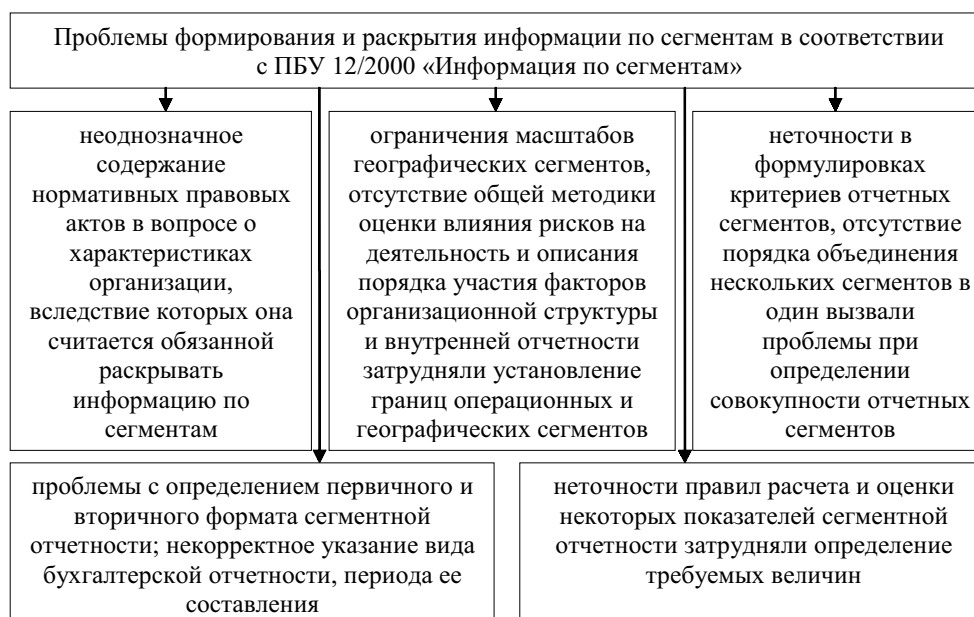 Проблемы формирования и раскрытия информации по сегментам в соответствии
с ПБУ 12/2000 «Информация по сегментам»
неоднозначное
содержание
нормативных правовых
актов в вопросе о
характеристиках
организации,
вследствие которых она
считается обязанной
раскрывать
информацию по
сегментам
ограничения масштабов
географических сегментов,
отсутствие общей методики
оценки влияния рисков на
деятельность и описания
порядка участия факторов
организационной структуры
и внутренней отчетности
затрудняли установление
границ операционных и
географических сегментов
неточности в
формулировках
критериев отчетных
сегментов, отсутствие
порядка объединения
нескольких сегментов в
один вызвали
проблемы при
определении
совокупности отчетных
сегментов
проблемы с определением первичного и
вторичного формата сегментной
отчетности; некорректное указание вида
бухгалтерской отчетности, периода ее
составления
неточности правил расчета и оценки
некоторых показателей сегментной
отчетности затрудняли определение
требуемых величин